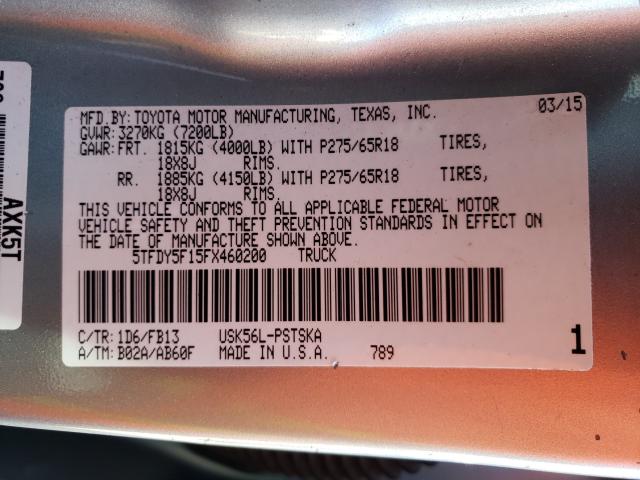 MFD.BY:TOYOTA MOTOR MANUFACTURING, TEXAS, INC. 03/15
GVWR:3270KG (7200LB)
GAWR:FRT. 1815KG (4000LB) WITH P275/65R18 TIRES,
18X8J RIMS.
RR. 1885KG (4150LB) WITH P275/65R18 TIRES,
18X8J RIMS.
THIS VEHICLE CONFORMS TO ALL APPLICABLE FEDERAL MOTOR
VEHICLE SAFETY AND THEFT PREVENTION STANDARDS IN EFFECT ON
THE DATE OF MANUFACTURE SHOWN ABOVE.
5TFDY5F15FX460200 TRUCK
C/TR:1D6/FB13 USK56L-PSTSKA
A/TM:B02A/AB60F MADE IN U.S.A. 789 1
AXK5T